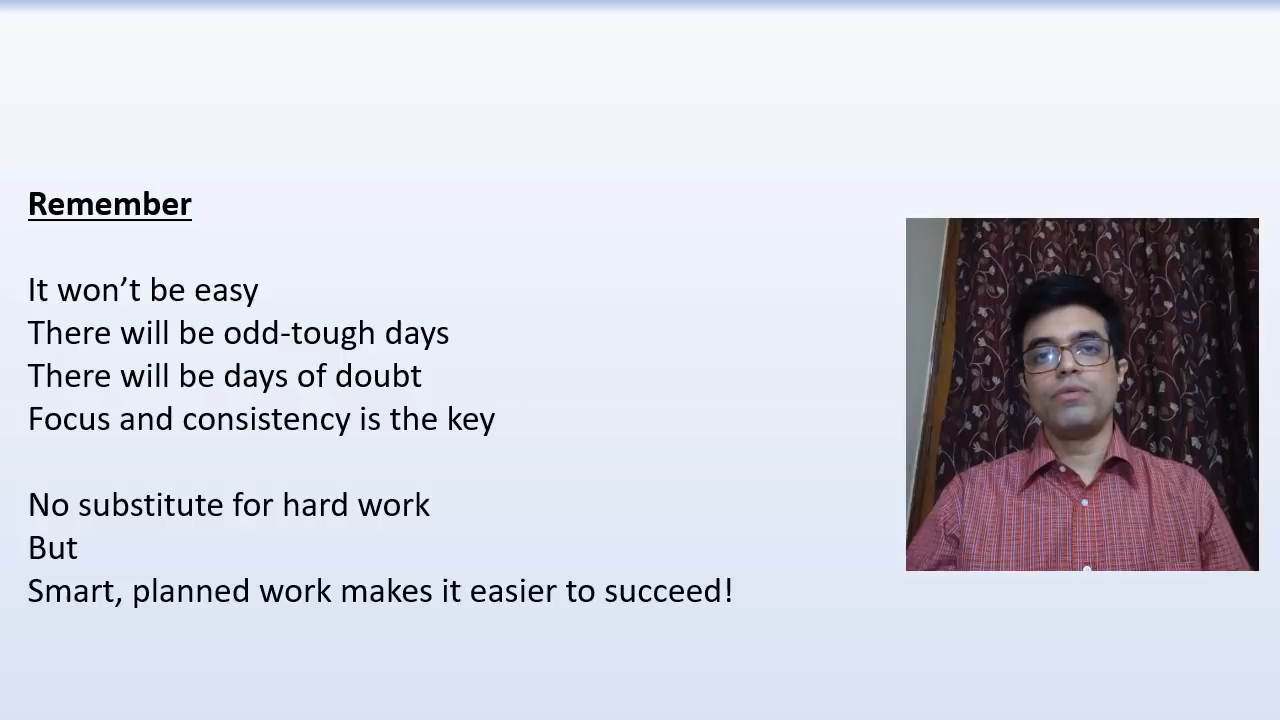 Remember
It won’t be easy
There will be odd-tough days
There will be days of doubt
Focus and consistency is the key
No substitute for hard work
But
Smart, planned work makes it easier to succeed!